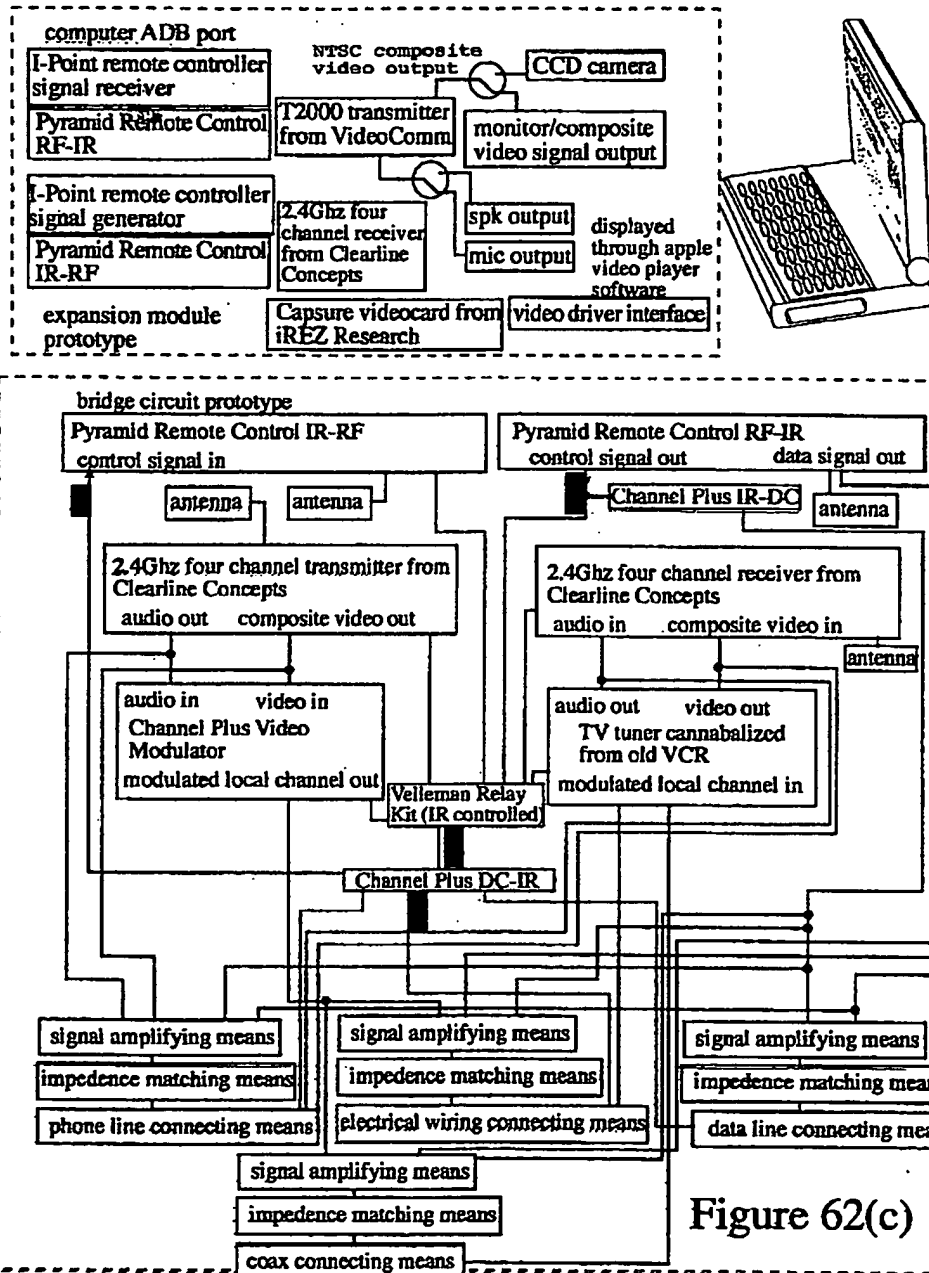 computer ADB port
I-Point remote controller
signal receiver
Pyramid Remote Control
RF-IR
I-Point remote controller
signal generator
Pyramid Remote Control
IR-RF
expansion module
prototype
NTSC composite
video output
CCD camera
T2000 transmitter
from VideoComm
monitor/composite
video signal output
2.4Ghz four
channel receiver
from Clearline
Concepts
spk output
mic output
displayed
through apple
video player
software
Capsure videocard from
iREZ Research
video driver interface
bridge circuit prototype
Pyramid Remote Control IR-RF
control signal in
antenna
antenna
Pyramid Remote Control RF-IR
control signal out data signal out
Channel Plus IR-DC
antenna
2.4Ghz four channel transmitter from
Clearline Concepts
audio out composite video out
2.4Ghz four channel receiver from
Clearline Concepts
audio in composite video in
antenna
audio in video in
Channel Plus Video
Modulator
modulated local channel out
audio out video out
TV tuner cannabalized
from old VCR
modulated local channel in
Velleman Relay
Kit (IR controlled)
Channel Plus DC-IR
signal amplifying means
impedence matching means
phone line connecting means
signal amplifying means
impedence matching means
electrical wiring connecting means
signal amplifying means
impedence matching mea
data line connecting mea
signal amplifying means
impedence matching means
coax connecting means
Figure 62(c)